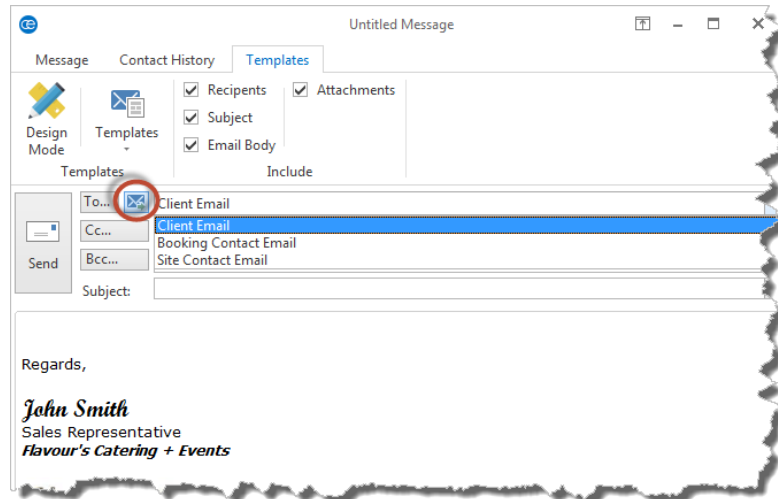 œ Untitled Message
Message Contact History Templates
Recipents Attachments
Subject
Email Body
Design Mode
Templates
Templates
Include
To... Client Email
Client Email
Cc...
Booking Contact Email
Site Contact Email
Bcc...
Send
Subject:
Regards,
John Smith
Sales Representative
Flavour's Catering + Events